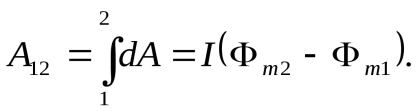 A₁₂ = ∫₁² dA = I(Φₘ₂ - Φₘ₁).